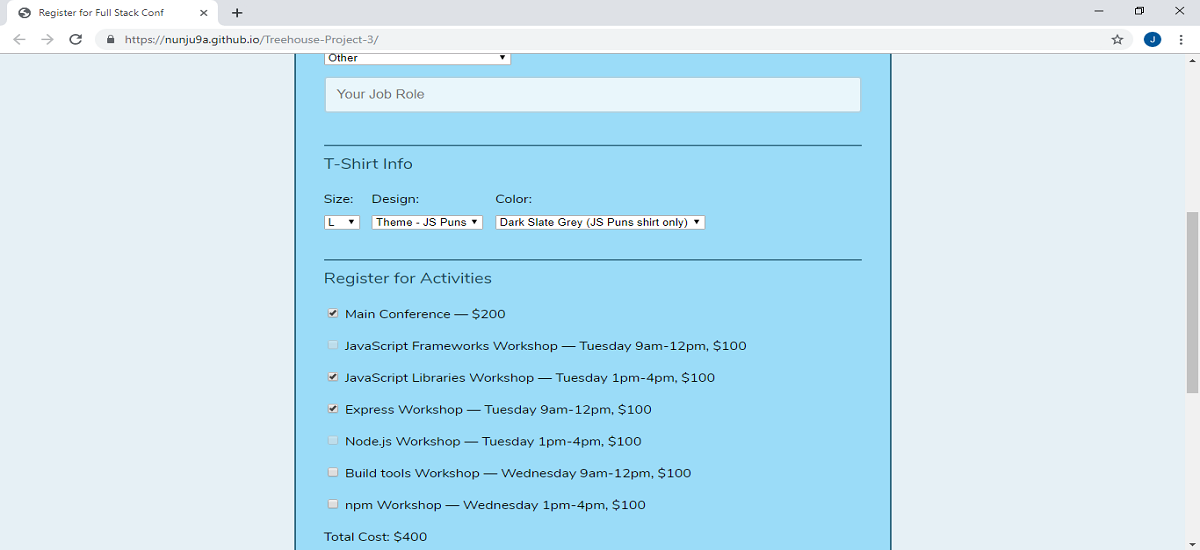 Register for Full Stack Conf
https://nunju9a.github.io/Treehouse-Project-3/
J
Other
Your Job Role
T-Shirt Info
Size: Design: Color:
L Theme - JS Puns Dark Slate Grey (JS Puns shirt only)
Register for Activities
Main Conference — $200
JavaScript Frameworks Workshop — Tuesday 9am-12pm, $100
JavaScript Libraries Workshop — Tuesday 1pm-4pm, $100
Express Workshop — Tuesday 9am-12pm, $100
Node.js Workshop — Tuesday 1pm-4pm, $100
Build tools Workshop — Wednesday 9am-12pm, $100
npm Workshop — Wednesday 1pm-4pm, $100
Total Cost: $400